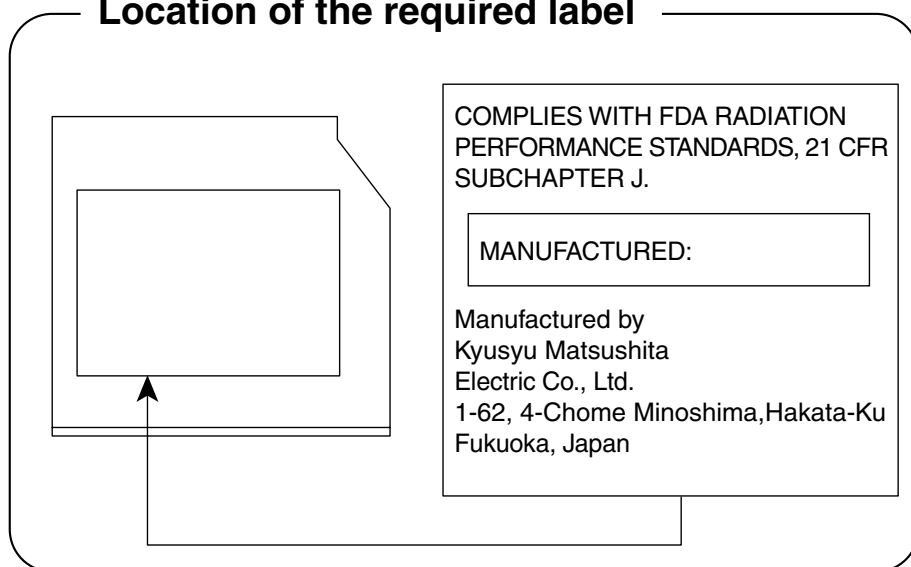 Location of the required label
COMPLIES WITH FDA RADIATION
PERFORMANCE STANDARDS, 21 CFR
SUBCHAPTER J.
MANUFACTURED:
Manufactured by
Kyusyu Matsushita
Electric Co., Ltd.
1-62, 4-Chome Minoshima,Hakata-Ku
Fukuoka, Japan